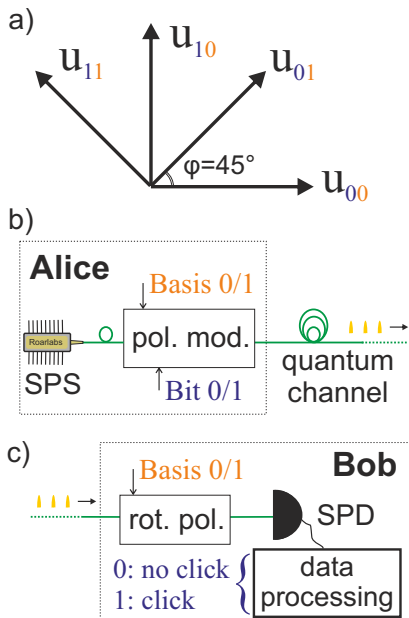 a)
u11
u10
u01
φ=45°
u00
b)
Alice
Basis 0/1
Roarlabs
pol. mod.
SPS
Bit 0/1
quantum
channel
c)
Bob
Basis 0/1
rot. pol.
SPD
0: no click
1: click
data
processing